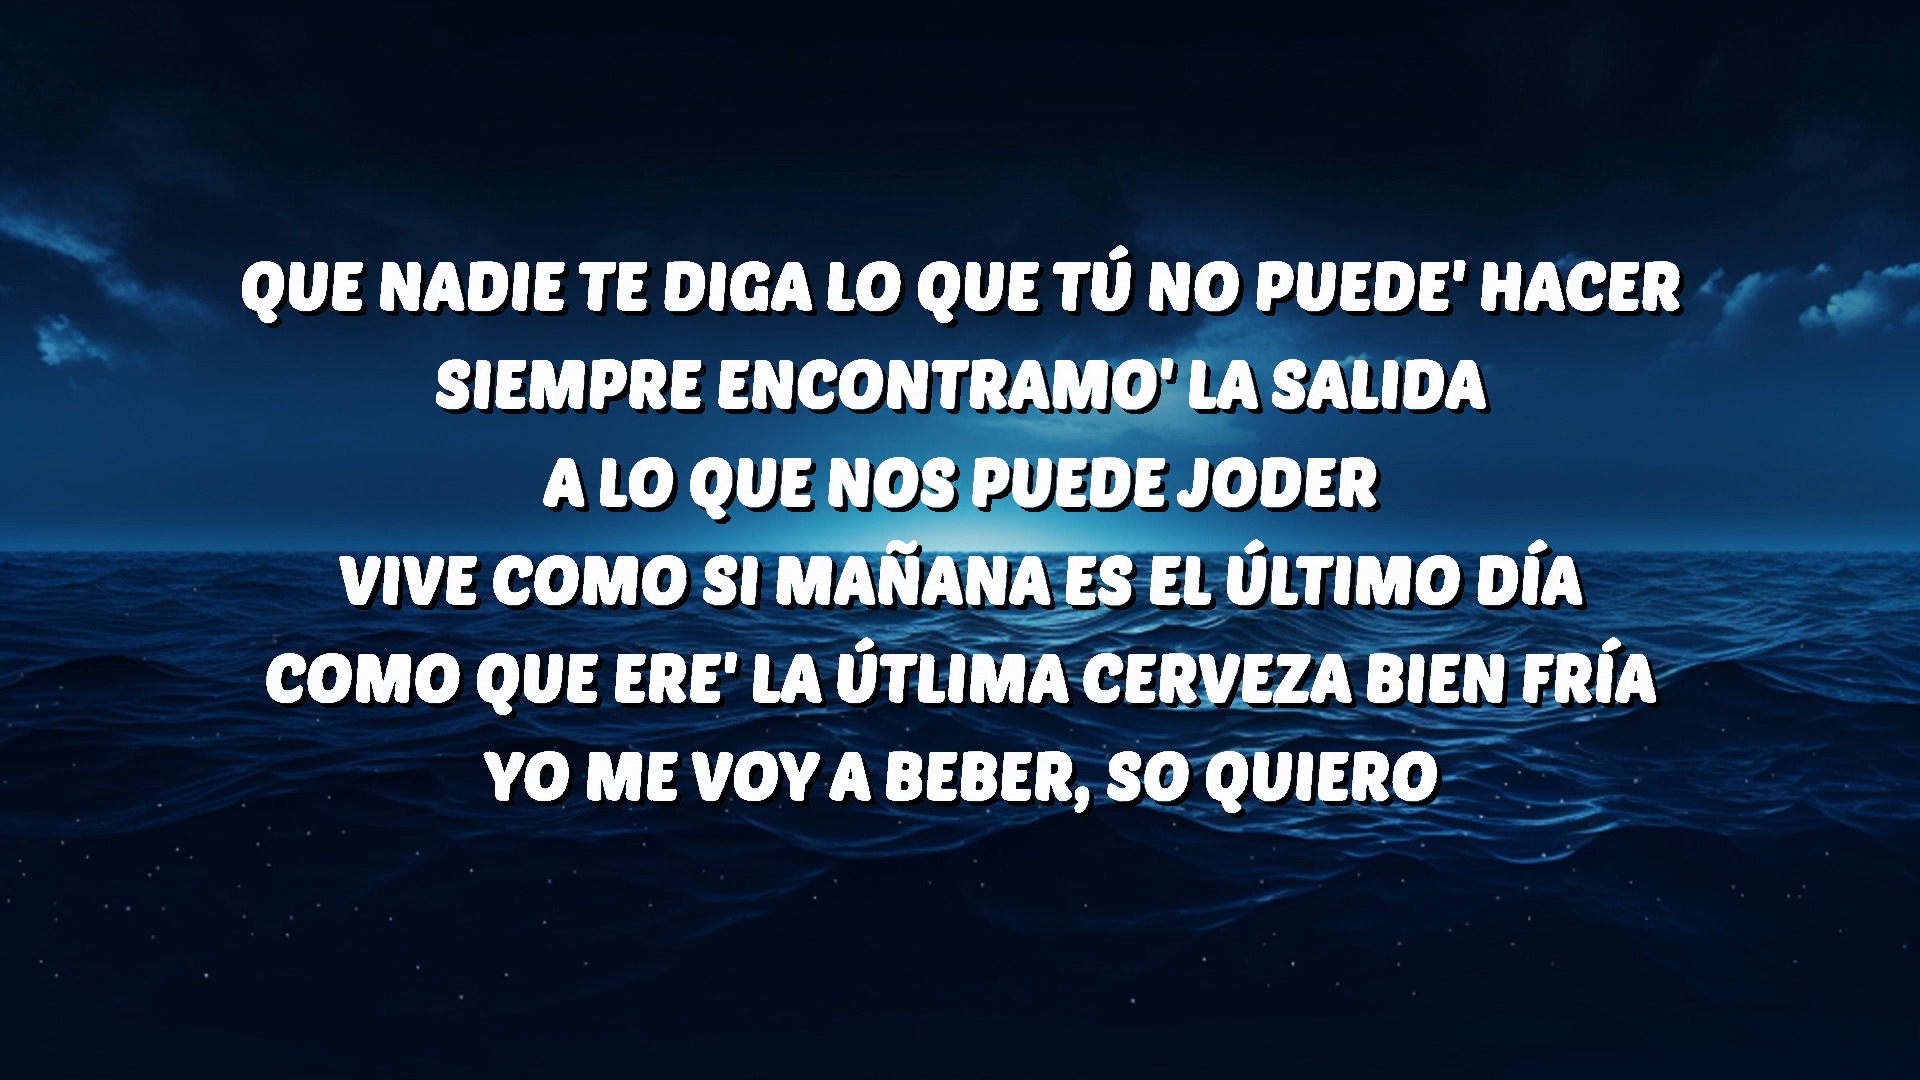 QUE NADIE TE DIGA LO QUE TÚ NO PUEDE' HACER
SIEMPRE ENCONTRAMO' LA SALIDA
A LO QUE NOS PUEDE JODER
VIVE COMO SI MAÑANA ES EL ÚLTIMO DÍA
COMO QUE ERE' LA ÚTLIMA CERVEZA BIEN FRÍA
YO ME VOY A BEBER, SO QUIERO